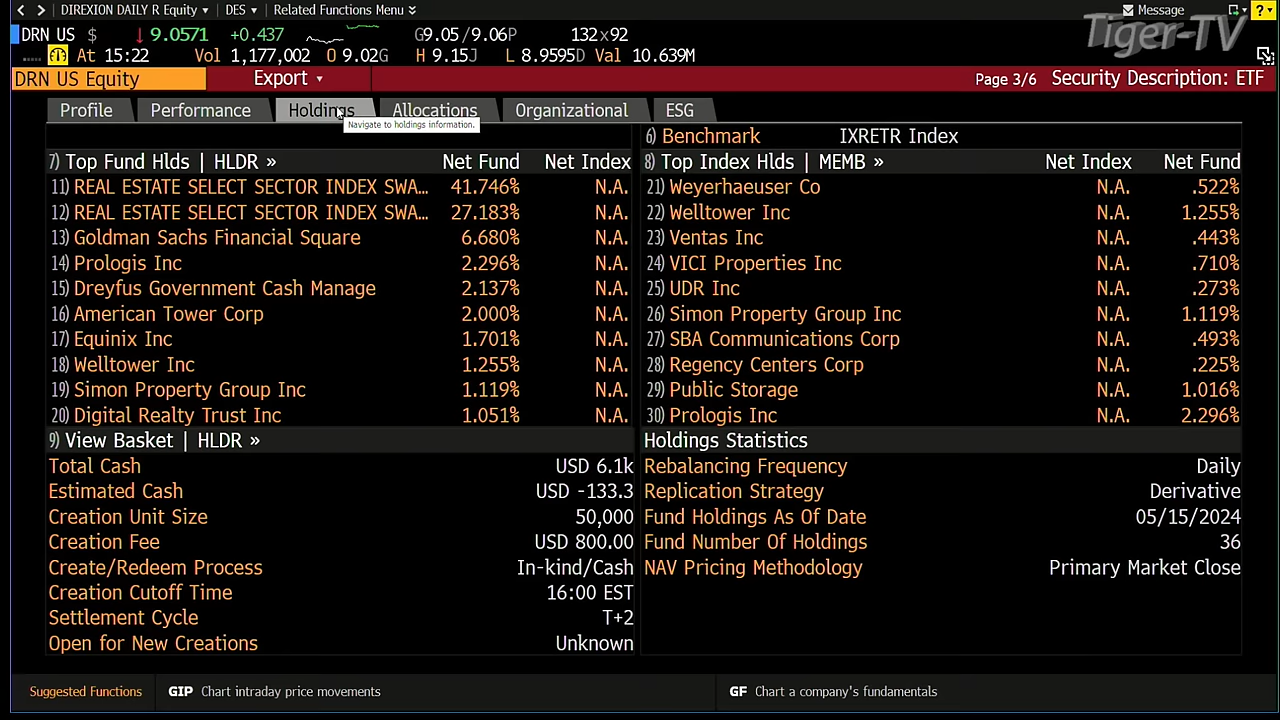 DIREXION DAILY R Equity DES Related Functions Menu Message
Tiger-TV
DRN US $ ↓ 9.0571 +0.437 G9.05/9.06P 132x92
At 15:22 Vol 1,177,002 O 9.02G H 9.15J L 8.9595D Val 10.639M
DRN US Equity Export Page 3/6 Security Description: ETF
Profile Performance Holdings Allocations Organizational ESG
Navigate to holdings information.
6) Benchmark IXRETR Index
7) Top Fund Hlds | HLDR » Net Fund Net Index 8) Top Index Hlds | MEMB » Net Index Net Fund
11) REAL ESTATE SELECT SECTOR INDEX SWA… 41.746% N.A. 21) Weyerhaeuser Co N.A. .522%
12) REAL ESTATE SELECT SECTOR INDEX SWA… 27.183% N.A. 22) Welltower Inc N.A. 1.255%
13) Goldman Sachs Financial Square 6.680% N.A. 23) Ventas Inc N.A. .443%
14) Prologis Inc 2.296% N.A. 24) VICI Properties Inc N.A. .710%
15) Dreyfus Government Cash Manage 2.137% N.A. 25) UDR Inc N.A. .273%
16) American Tower Corp 2.000% N.A. 26) Simon Property Group Inc N.A. 1.119%
17) Equinix Inc 1.701% N.A. 27) SBA Communications Corp N.A. .493%
18) Welltower Inc 1.255% N.A. 28) Regency Centers Corp N.A. .225%
19) Simon Property Group Inc 1.119% N.A. 29) Public Storage N.A. 1.016%
20) Digital Realty Trust Inc 1.051% N.A. 30) Prologis Inc N.A. 2.296%
9) View Basket | HLDR » Holdings Statistics
Total Cash USD 6.1k Rebalancing Frequency Daily
Estimated Cash USD -133.3 Replication Strategy Derivative
Creation Unit Size 50,000 Fund Holdings As Of Date 05/15/2024
Creation Fee USD 800.00 Fund Number Of Holdings 36
Create/Redeem Process In-kind/Cash NAV Pricing Methodology Primary Market Close
Creation Cutoff Time 16:00 EST
Settlement Cycle T+2
Open for New Creations Unknown
Suggested Functions GIP Chart intraday price movements GF Chart a company's fundamentals